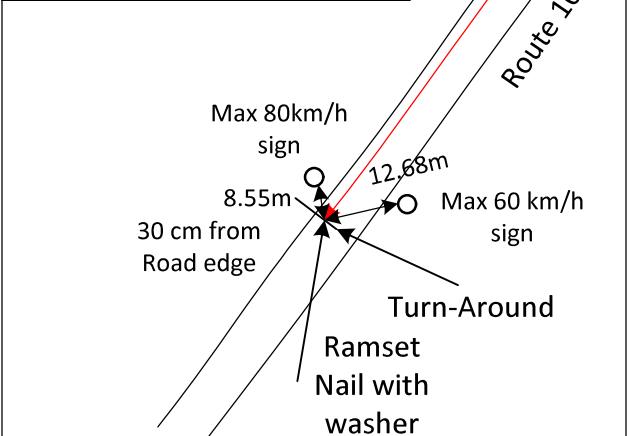 Route
Max 80km/h
sign
12.68m
8.55m
Max 60 km/h
sign
30 cm from
Road edge
Turn-Around
Ramset
Nail with
washer